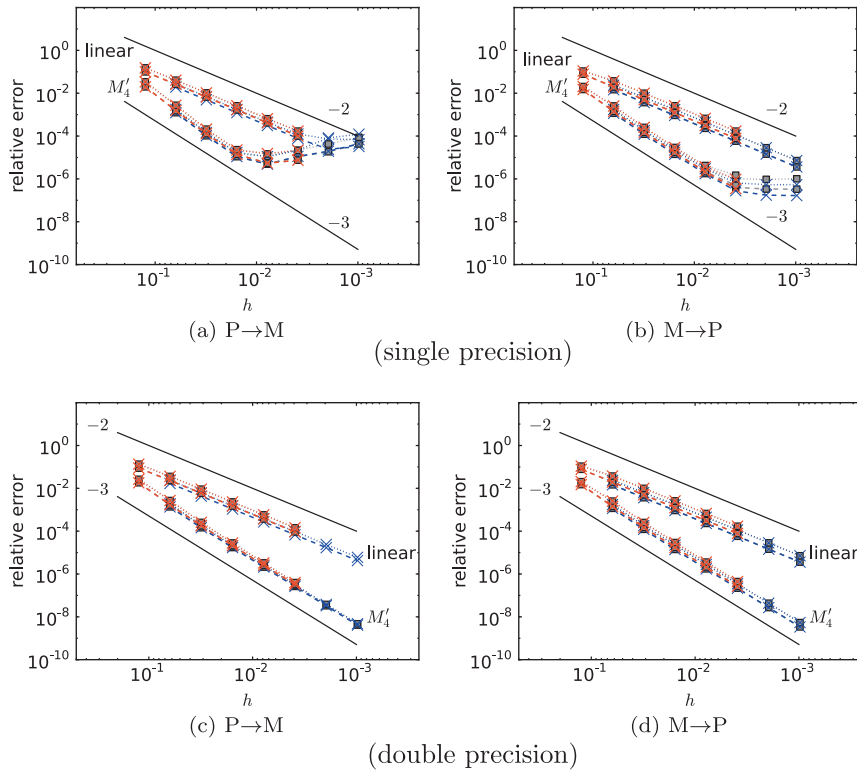 10^0
10^-2
10^-4
10^-6
10^-8
10^-10
relative error
linear
M'_4
−2
−3
10^-1
10^-2
10^-3
h
(a) P→M
10^0
10^-2
10^-4
10^-6
10^-8
10^-10
relative error
linear
M'_4
−2
−3
10^-1
10^-2
10^-3
h
(b) M→P
(single precision)
10^0
10^-2
10^-4
10^-6
10^-8
10^-10
relative error
−2
−3
linear
M'_4
10^-1
10^-2
10^-3
h
(c) P→M
10^0
10^-2
10^-4
10^-6
10^-8
10^-10
relative error
−2
−3
linear
M'_4
10^-1
10^-2
10^-3
h
(d) M→P
(double precision)